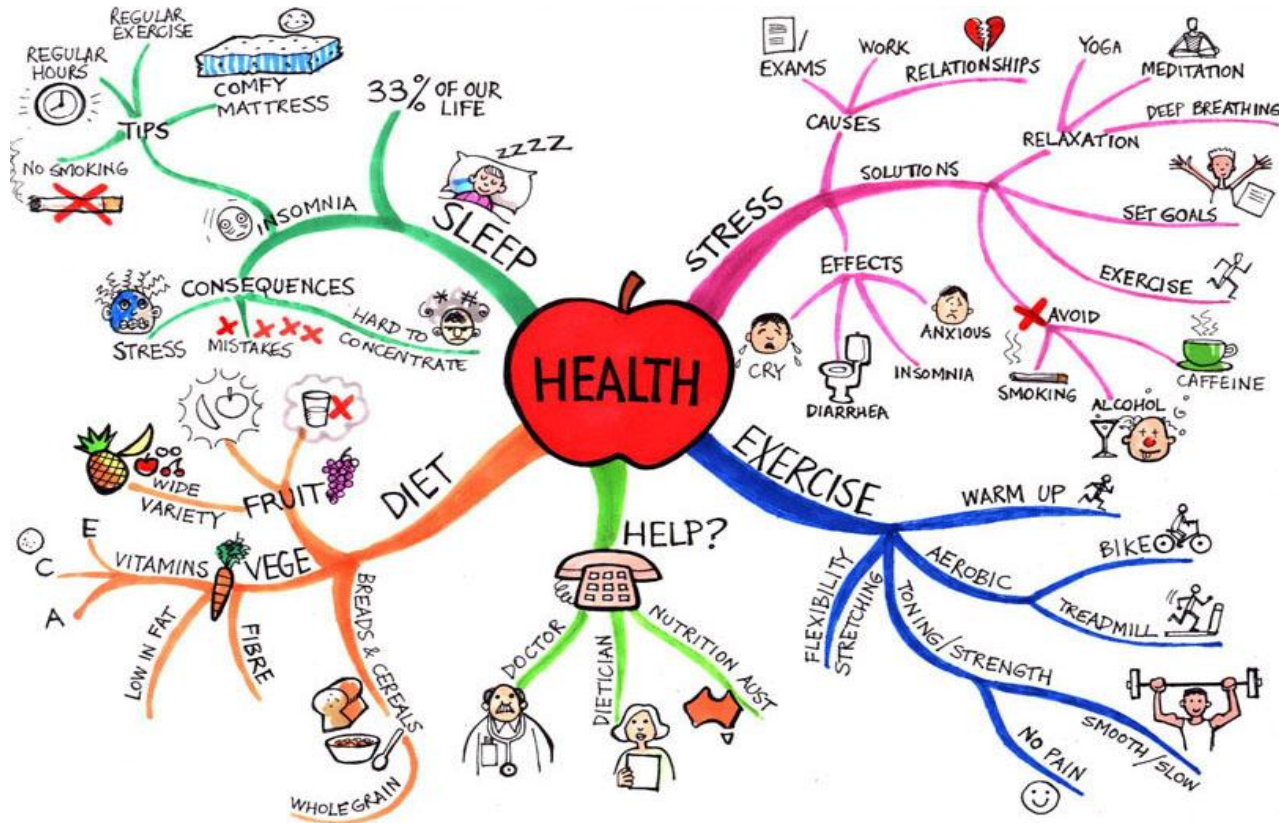 HEALTH
SLEEP
33% OF OUR
LIFE
ZZZZ
INSOMNIA
TIPS
REGULAR
EXERCISE
REGULAR
HOURS
COMFY
MATTRESS
NO SMOKING
CONSEQUENCES
STRESS
MISTAKES
HARD TO
CONCENTRATE
STRESS
CAUSES
EXAMS
WORK
RELATIONSHIPS
SOLUTIONS
RELAXATION
YOGA
MEDITATION
DEEP BREATHING
SET GOALS
EXERCISE
AVOID
SMOKING
ALCOHOL
CAFFEINE
EFFECTS
CRY
DIARRHEA
INSOMNIA
ANXIOUS
EXERCISE
WARM UP
AEROBIC
BIKE
TREADMILL
TONING/STRENGTH
SMOOTH/SLOW
NO PAIN
FLEXIBILITY
STRETCHING
HELP?
DOCTOR
DIETICIAN
NUTRITION AUST
DIET
FRUIT
WIDE
VARIETY
VEGE
VITAMINS
E
C
A
LOW IN FAT
FIBRE
BREADS & CEREALS
WHOLEGRAIN